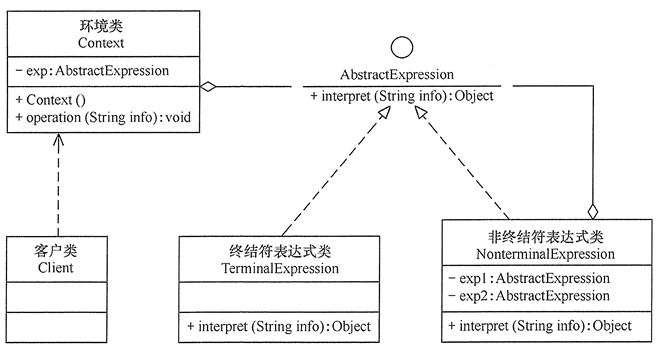 环境类
Context
- exp:AbstractExpression
+ Context()
+ operation(String info):void
AbstractExpression
+ interpret(String info):Object
客户类
Client
终结符表达式类
TerminalExpression
+ interpret(String info):Object
非终结符表达式类
NonterminalExpression
- exp1:AbstractExpression
- exp2:AbstractExpression
+ interpret(String info):Object